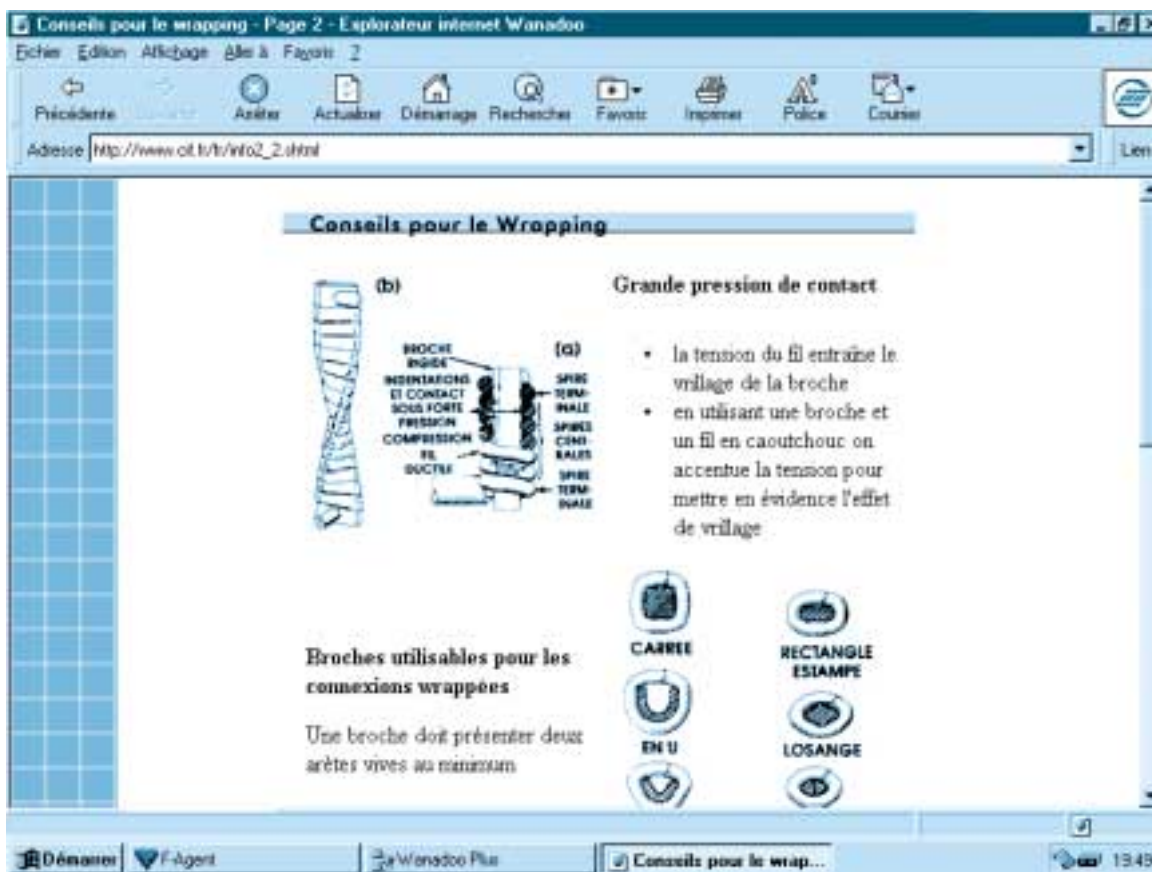 Conseils pour le wrapping - Page 2 - Explorateur internet Wanadoo
Fichier Edition Affichage Aller à Favoris ?
Précédente Arrêter Actualiser Démarrage Rechercher Favoris Imprimer Police Courrier
Adresse http://www.cif.fr/fr/info2_2.shtml Lien
Conseils pour le Wrapping
(b)
Grande pression de contact
BROCHE
RIGIDE
INDENTATIONS
ET CONTACT
SOUS FORTE
PRESSION
COMPRESSION
FIL
DUCTILE
(a)
SPIRE
TERM-
INALE
SPIRES
CENT-
RALES
SPIRE
TERM-
INALE
• la tension du fil entraîne le
vrillage de la broche
• en utilisant une broche et
un fil en caoutchouc on
accentue la tension pour
mettre en évidence l'effet
de vrillage
CARREE
RECTANGLE
ESTAMPE
Broches utilisables pour les
connexions wrappées
Une broche doit présenter deux
arètes vives au minimum
EN U
LOSANGE
Démarrer F-Agent Wanadoo Plus Conseils pour le wrap... 19:49